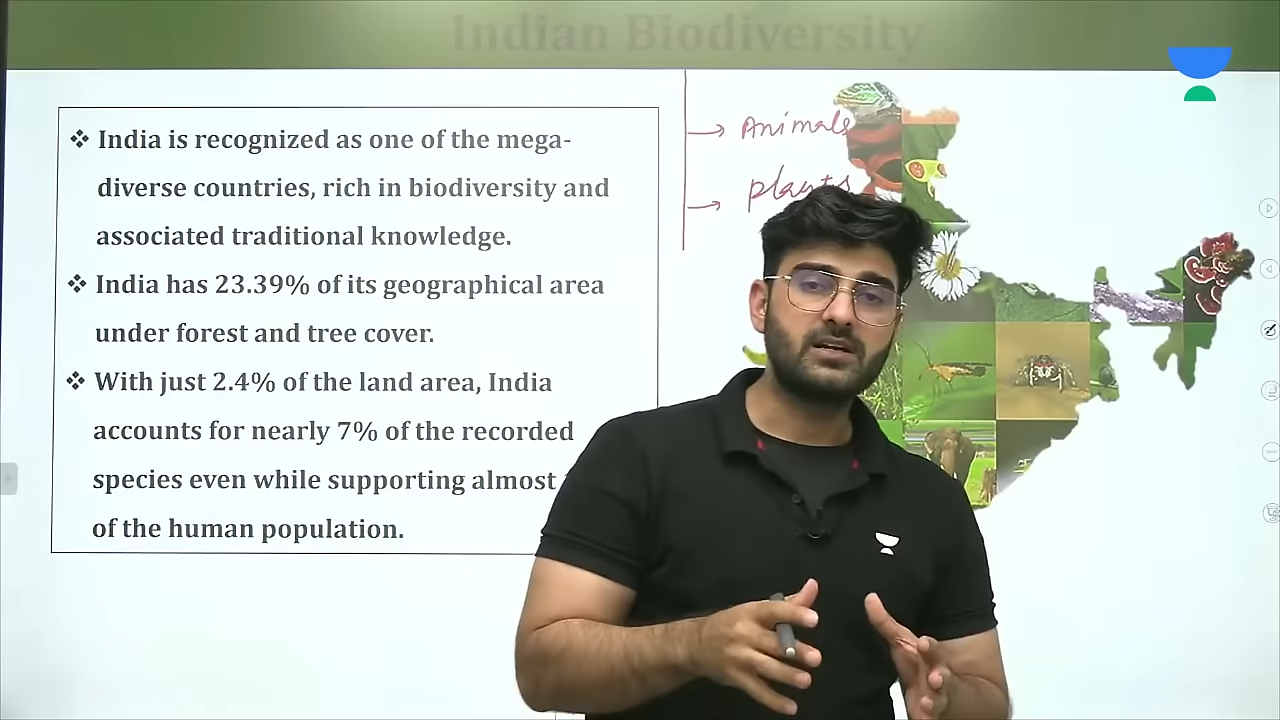 Indian Biodiversity
❖ India is recognized as one of the mega-
diverse countries, rich in biodiversity and
associated traditional knowledge.
❖ India has 23.39% of its geographical area
under forest and tree cover.
❖ With just 2.4% of the land area, India
accounts for nearly 7% of the recorded
species even while supporting almost
of the human population.
→ Animals
→ plants